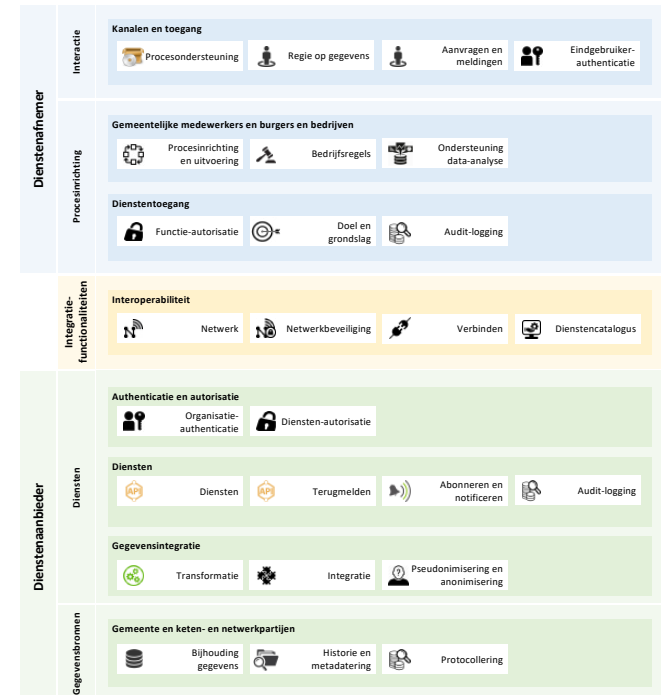 Dienstenafnemer
Interactie
Kanalen en toegang
Procesondersteuning
Regie op gegevens
Aanvragen en
meldingen
Eindgebruiker-
authenticatie
Procesinrichting
Gemeentelijke medewerkers en burgers en bedrijven
Procesinrichting
en uitvoering
Bedrijfsregels
Ondersteuning
data-analyse
Dienstentoegang
Functie-autorisatie
Doel en
grondslag
Audit-logging
Integratie-
functionaliteiten
Interoperabiliteit
Netwerk
Netwerkbeveiliging
Verbinden
Dienstencatalogus
Dienstenaanbieder
Diensten
Authenticatie en autorisatie
Organisatie-
authenticatie
Diensten-autorisatie
Diensten
API
Diensten
API
Terugmelden
Abonneren en
notificeren
Audit-logging
Gegevensintegratie
Transformatie
Integratie
Pseudonimisering en
anonimisering
Gegevensbronnen
Gemeente en keten- en netwerkpartijen
Bijhouding
gegevens
Historie en
metadatering
Protocollering